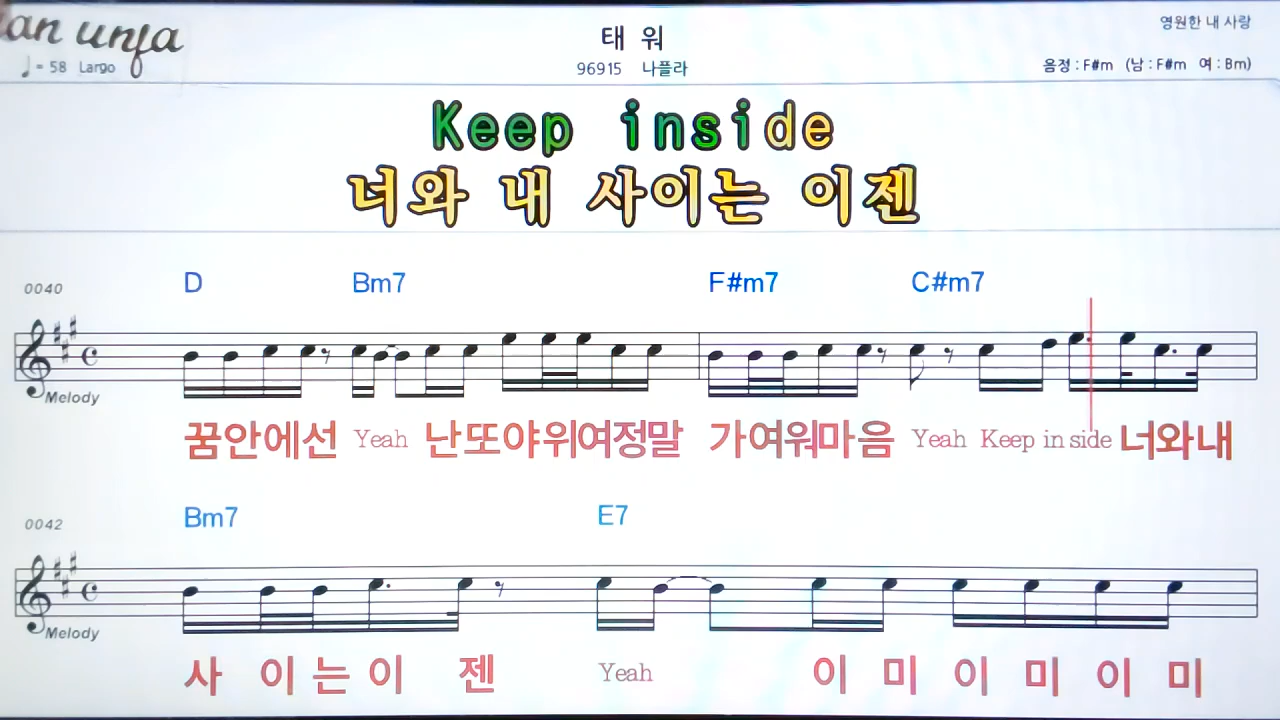 an unfa
♩ = 58 Largo
태 워
96915 나플라
영원한 내 사랑
음정 : F#m (남 : F#m 여 : Bm)
Keep inside
너와 내 사이는 이젠
0040
D Bm7 F#m7 C#m7
Melody
꿈안에선 Yeah 난또야위여정말 가여워마음 Yeah Keep in side 너와내
0042
Bm7 E7
Melody
사 이 는 이 젠 Yeah 이 미 이 미 이 미